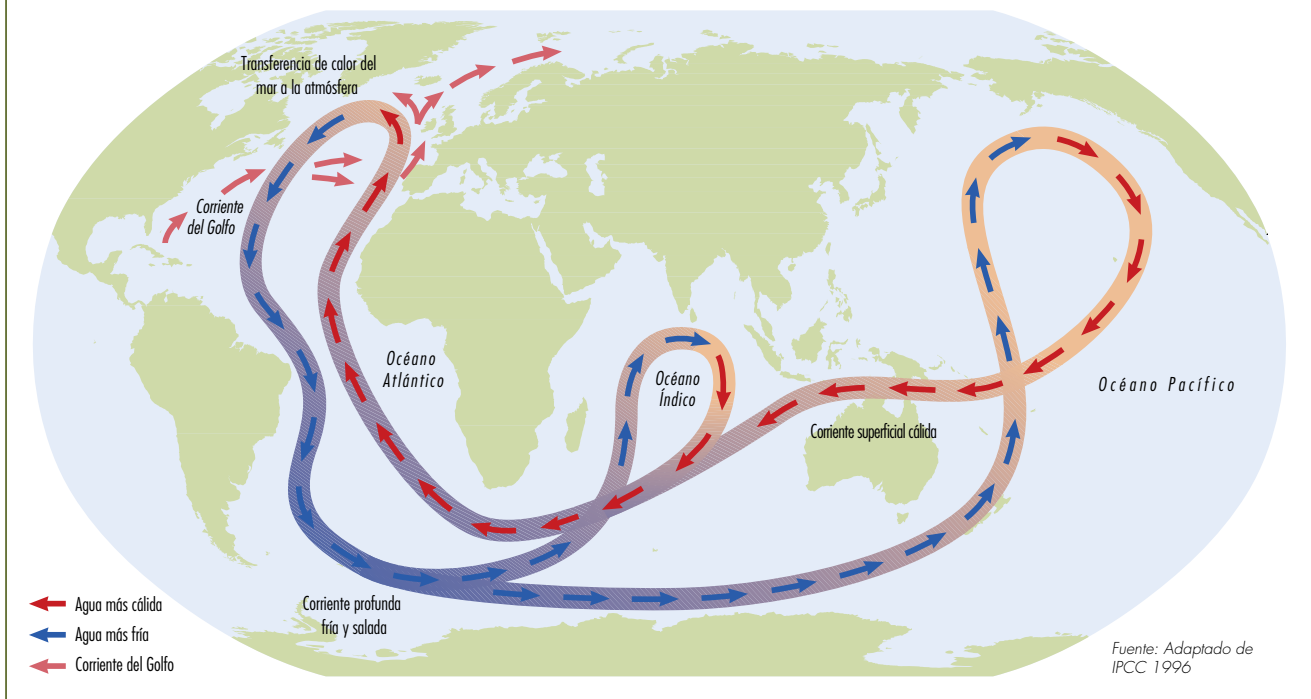 Transferencia de calor del
mar a la atmósfera
Corriente
del Golfo
Océano
Atlántico
Océano
Índico
Océano Pacífico
Corriente superficial cálida
Corriente profunda
fría y salada
Agua más cálida
Agua más fría
Corriente del Golfo
Fuente: Adaptado de
IPCC 1996